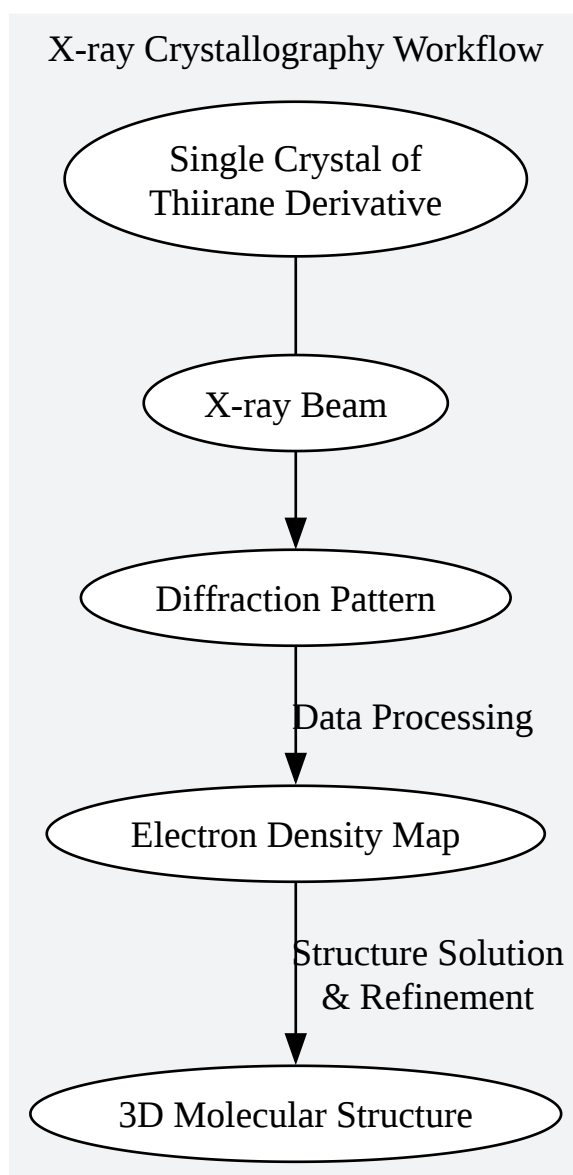 X-ray Crystallography Workflow
Single Crystal of
Thiirane Derivative
X-ray Beam
Diffraction Pattern
Data Processing
Electron Density Map
Structure Solution
& Refinement
3D Molecular Structure